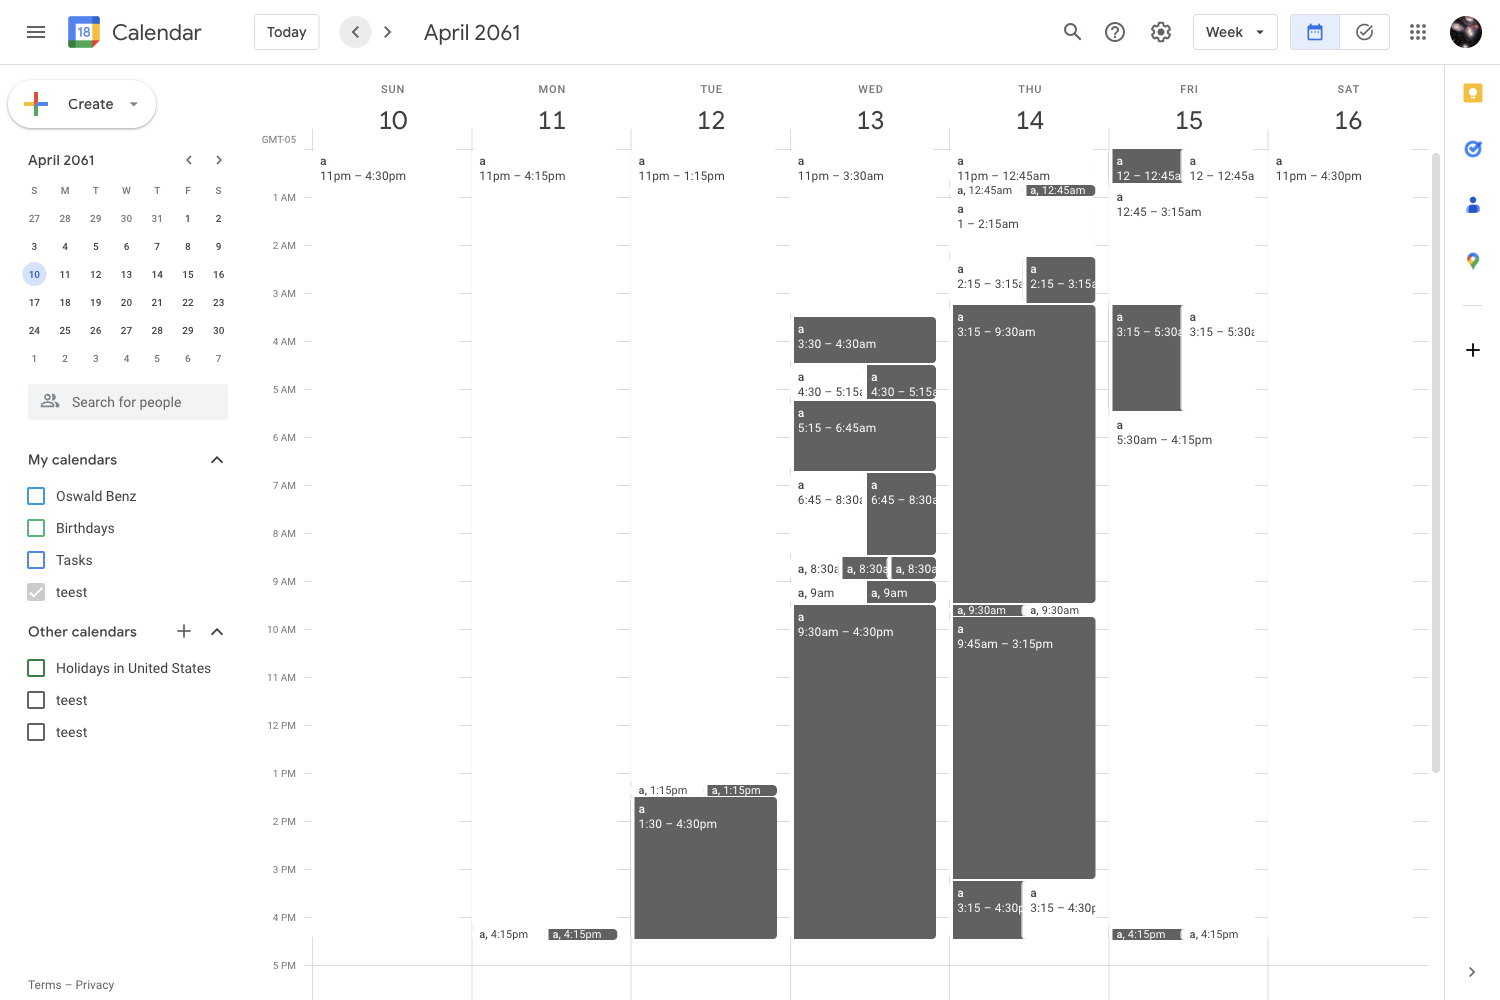 18 Calendar
Today
April 2061
Week
Create
April 2061
S M T W T F S
27 28 29 30 31 1 2
3 4 5 6 7 8 9
10 11 12 13 14 15 16
17 18 19 20 21 22 23
24 25 26 27 28 29 30
1 2 3 4 5 6 7
Search for people
My calendars
Oswald Benz
Birthdays
Tasks
teest
Other calendars
Holidays in United States
teest
teest
Terms – Privacy
SUN MON TUE WED THU FRI SAT
10 11 12 13 14 15 16
GMT-05
1 AM
2 AM
3 AM
4 AM
5 AM
6 AM
7 AM
8 AM
9 AM
10 AM
11 AM
12 PM
1 PM
2 PM
3 PM
4 PM
5 PM
a
11pm – 4:30pm
a
11pm – 4:15pm
a, 4:15pm
a, 4:15pm
a
11pm – 1:15pm
a, 1:15pm
a, 1:15pm
a
1:30 – 4:30pm
a
11pm – 3:30am
a
3:30 – 4:30am
a
4:30 – 5:15a
a
4:30 – 5:15a
a
5:15 – 6:45am
a
6:45 – 8:30a
a
6:45 – 8:30a
a, 8:30a
a, 8:30a
a, 8:30a
a, 9am
a, 9am
a
9:30am – 4:30pm
a
11pm – 12:45am
a, 12:45am
a, 12:45am
a
1 – 2:15am
a
2:15 – 3:15a
a
2:15 – 3:15a
a
3:15 – 9:30am
a, 9:30am
a, 9:30am
a
9:45am – 3:15pm
a
3:15 – 4:30p
a
3:15 – 4:30p
a
12 – 12:45a
a
12 – 12:45a
a
12:45 – 3:15am
a
3:15 – 5:30a
a
3:15 – 5:30a
a
5:30am – 4:15pm
a, 4:15pm
a, 4:15pm
a
11pm – 4:30pm